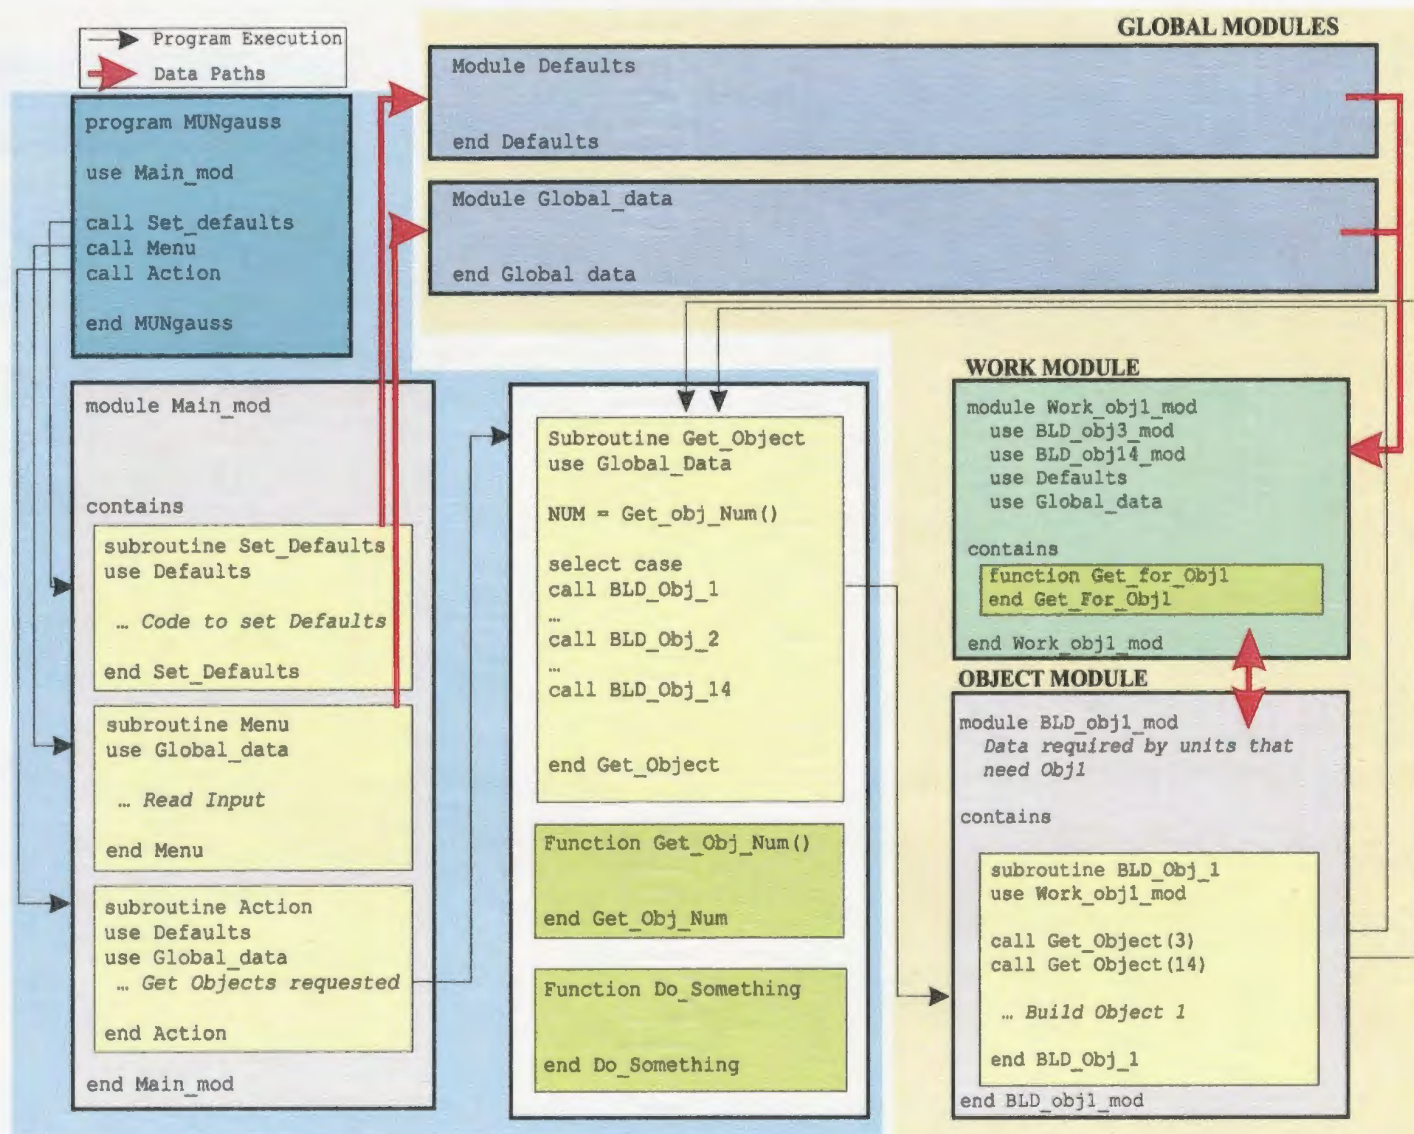 Program Execution
Data Paths
GLOBAL MODULES
Module Defaults
end Defaults
Module Global_data
end Global data
program MUNgauss
use Main_mod
call Set_defaults
call Menu
call Action
end MUNgauss
module Main_mod
contains
subroutine Set_Defaults
use Defaults
… Code to set Defaults
end Set_Defaults
subroutine Menu
use Global_data
… Read Input
end Menu
subroutine Action
use Defaults
use Global_data
… Get Objects requested
end Action
end Main_mod
Subroutine Get_Object
use Global_Data
NUM = Get_obj_Num()
select case
call BLD_Obj_1
…
call BLD_Obj_2
…
call BLD_Obj_14
end Get_Object
Function Get_Obj_Num()
end Get_Obj_Num
Function Do_Something
end Do_Something
WORK MODULE
module Work_obj1_mod
use BLD_obj3_mod
use BLD_obj14_mod
use Defaults
use Global_data
contains
function Get_for_Obj1
end Get_For_Obj1
end Work_obj1_mod
OBJECT MODULE
module BLD_obj1_mod
Data required by units that
need Obj1
contains
subroutine BLD_Obj_1
use Work_obj1_mod
call Get_Object(3)
call Get Object(14)
… Build Object 1
end BLD_Obj_1
end BLD_obj1_mod